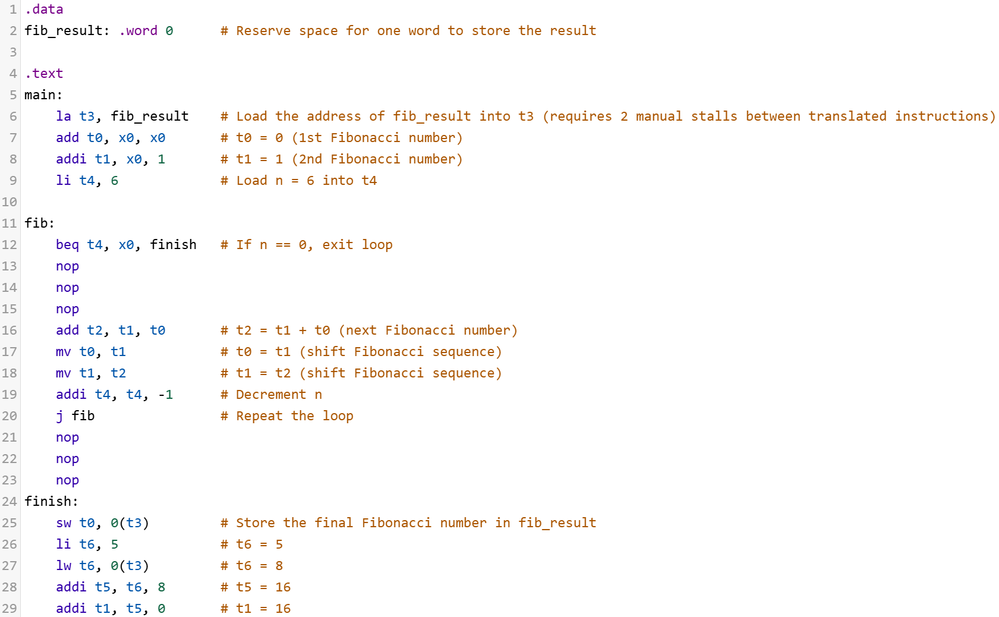 1 .data
2 fib_result: .word 0      # Reserve space for one word to store the result
3
4 .text
5 main:
6     la t3, fib_result    # Load the address of fib_result into t3 (requires 2 manual stalls between translated instructions)
7     add t0, x0, x0       # t0 = 0 (1st Fibonacci number)
8     addi t1, x0, 1       # t1 = 1 (2nd Fibonacci number)
9     li t4, 6             # Load n = 6 into t4
10
11 fib:
12     beq t4, x0, finish   # If n == 0, exit loop
13     nop
14     nop
15     nop
16     add t2, t1, t0       # t2 = t1 + t0 (next Fibonacci number)
17     mv t0, t1            # t0 = t1 (shift Fibonacci sequence)
18     mv t1, t2            # t1 = t2 (shift Fibonacci sequence)
19     addi t4, t4, -1      # Decrement n
20     j fib                # Repeat the loop
21     nop
22     nop
23     nop
24 finish:
25     sw t0, 0(t3)         # Store the final Fibonacci number in fib_result
26     li t6, 5             # t6 = 5
27     lw t6, 0(t3)         # t6 = 8
28     addi t5, t6, 8       # t5 = 16
29     addi t1, t5, 0       # t1 = 16